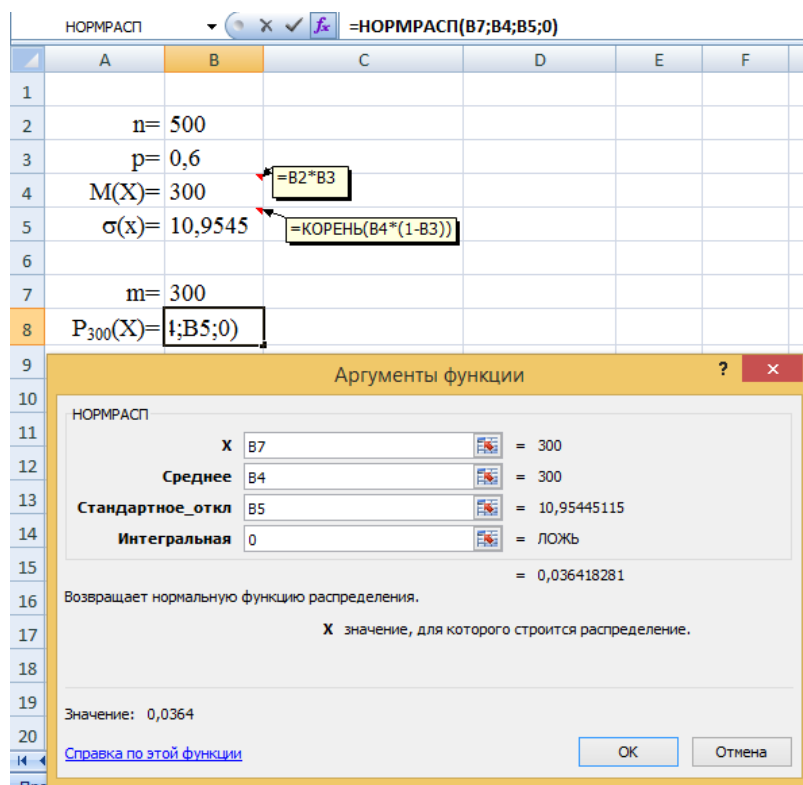 НОРМРАСП fx =НОРМРАСП(B7;B4;B5;0)
A B C D E F
1
2 n= 500
3 p= 0,6
=B2*B3
4 M(X)= 300
5 σ(x)= 10,9545
=КОРЕНЬ(B4*(1-B3))
6
7 m= 300
8 P300(X)= 4;B5;0)
9
Аргументы функции ? ×
10
НОРМРАСП
11
X B7 = 300
12
Среднее B4 = 300
13
Стандартное_откл B5 = 10,95445115
14
Интегральная 0 = ЛОЖЬ
15
= 0,036418281
16
Возвращает нормальную функцию распределения.
17
X значение, для которого строится распределение.
18
19
Значение: 0,0364
20
Справка по этой функции OK Отмена